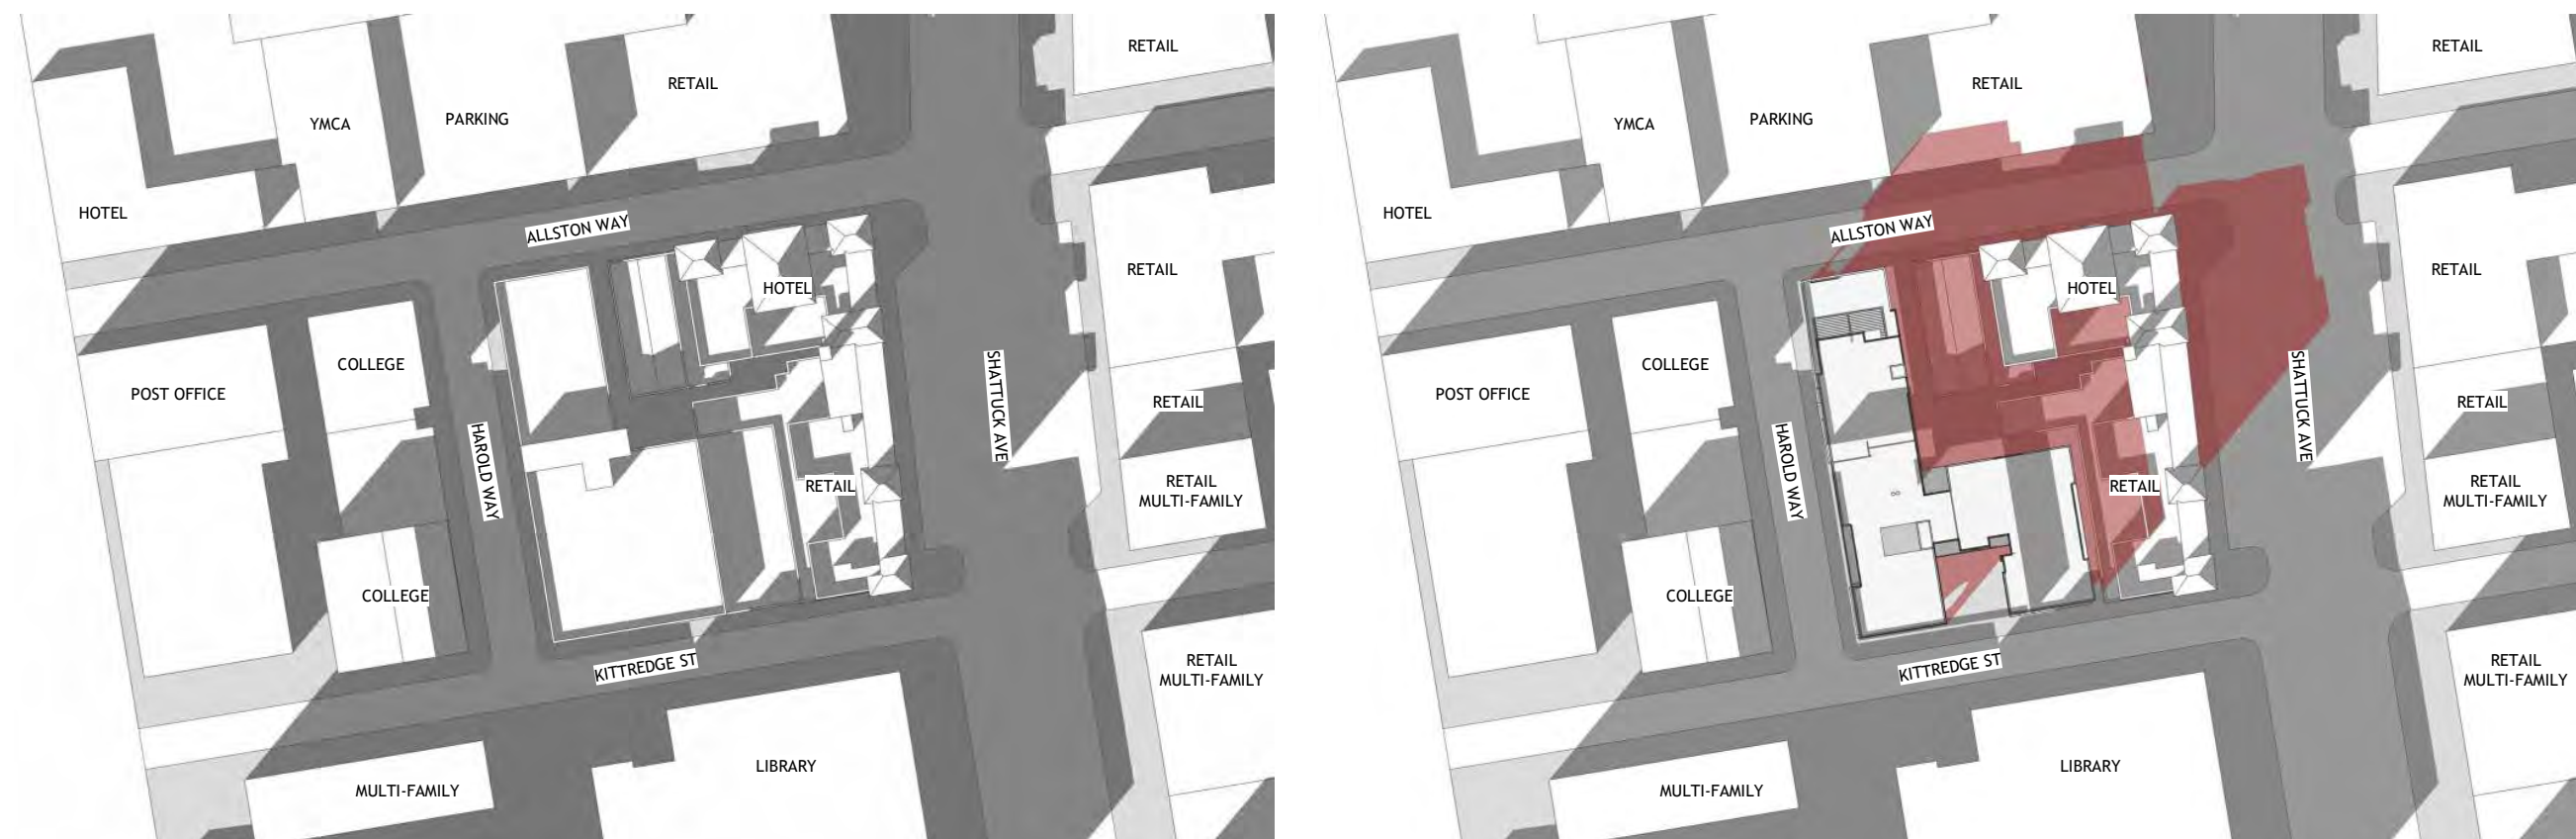 RETAIL
RETAIL
YMCA
PARKING
HOTEL
ALLSTON WAY
HOTEL
RETAIL
COLLEGE
POST OFFICE
SHATTUCK AVE
RETAIL
HAROLD WAY
RETAIL
RETAIL
MULTI-FAMILY
COLLEGE
KITTREDGE ST
RETAIL
MULTI-FAMILY
LIBRARY
MULTI-FAMILY
RETAIL
RETAIL
YMCA
PARKING
HOTEL
ALLSTON WAY
HOTEL
RETAIL
COLLEGE
POST OFFICE
SHATTUCK AVE
RETAIL
HAROLD WAY
RETAIL
RETAIL
MULTI-FAMILY
COLLEGE
KITTREDGE ST
RETAIL
MULTI-FAMILY
LIBRARY
MULTI-FAMILY